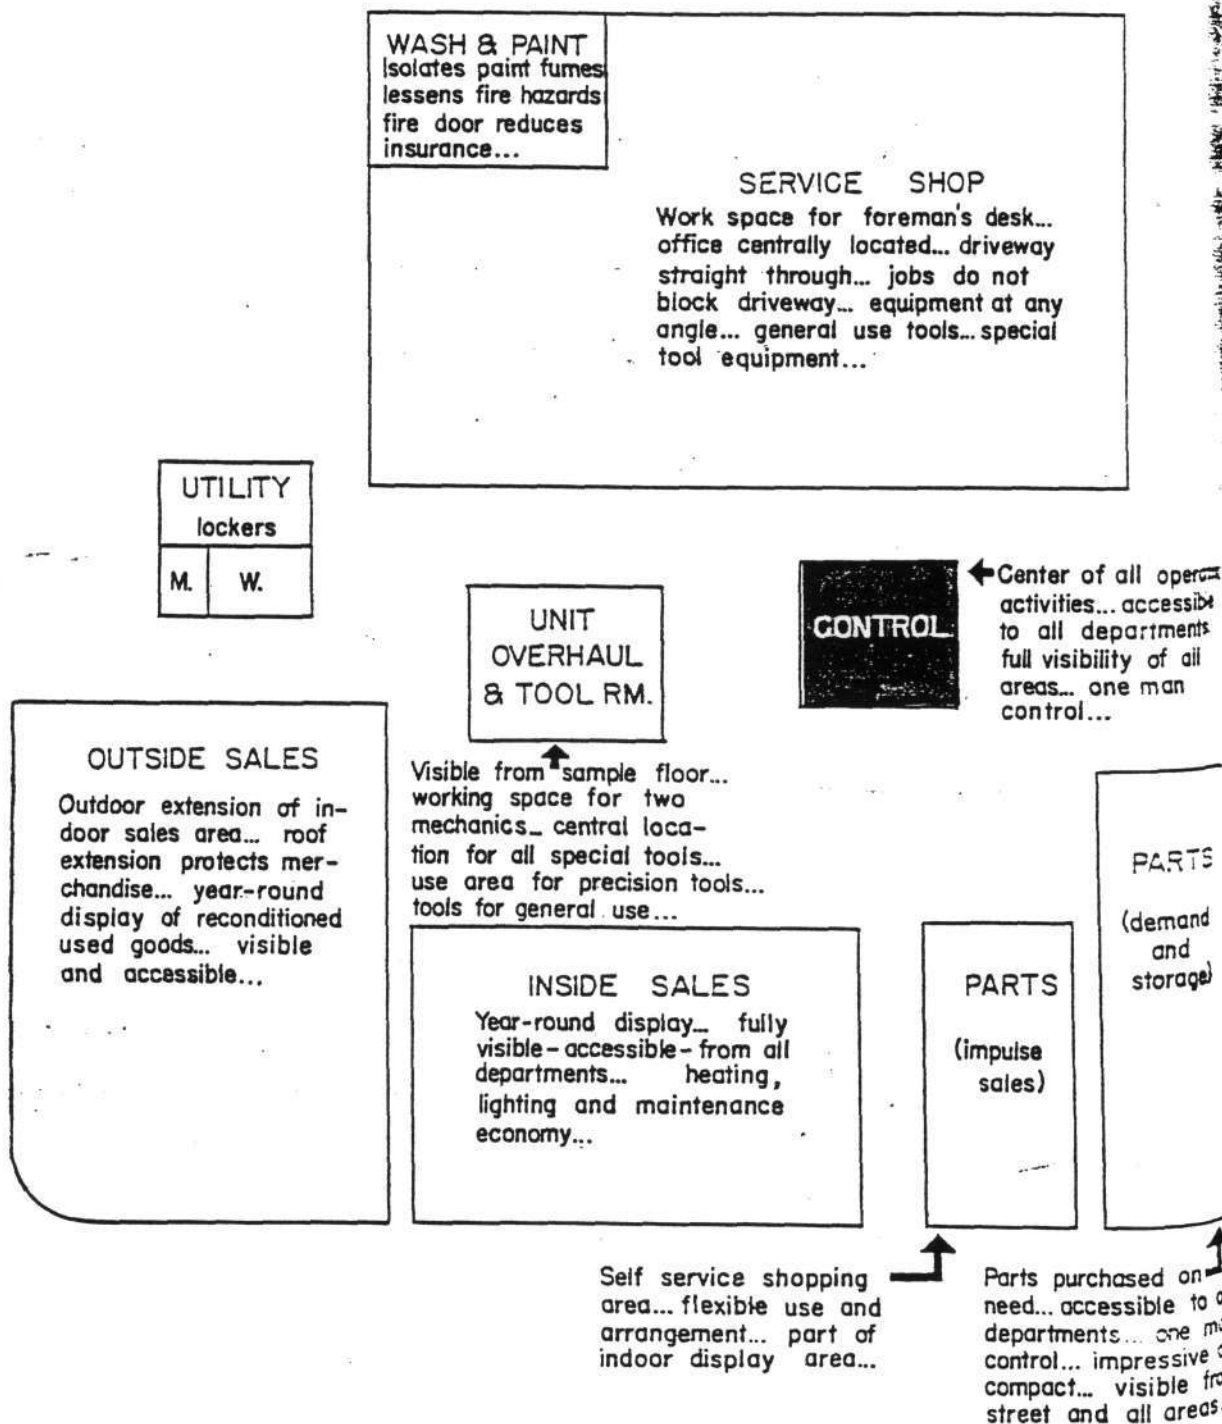 WASH & PAINT
Isolates paint fumes
lessens fire hazards
fire door reduces
insurance...
SERVICE SHOP
Work space for foreman's desk...
office centrally located... driveway
straight through... jobs do not
block driveway... equipment at any
angle... general use tools... special
tool equipment...
UTILITY
lockers
M. W.
UNIT
OVERHAUL
& TOOL RM.
CONTROL
Center of all
activities...
to all departments
full visibility of all
areas... one man
control...
OUTSIDE SALES
Outdoor extension of in-
door sales area... roof
extension protects mer-
chandise... year-round
display of reconditioned
used goods... visible
and accessible...
Visible from sample floor...
working space for two
mechanics... central loca-
tion for all special tools...
use area for precision tools...
tools for general use...
INSIDE SALES
Year-round display... fully
visible-accessible-from all
departments... heating,
lighting and maintenance
economy...
PARTS
(impulse
sales)
PARTS
(demand
and
storage)
Self service shopping
area... flexible use and
arrangement... part of
indoor display area...
Parts purchased on
need... accessible to
departments... one
control... impressive
compact... visible
street and all areas